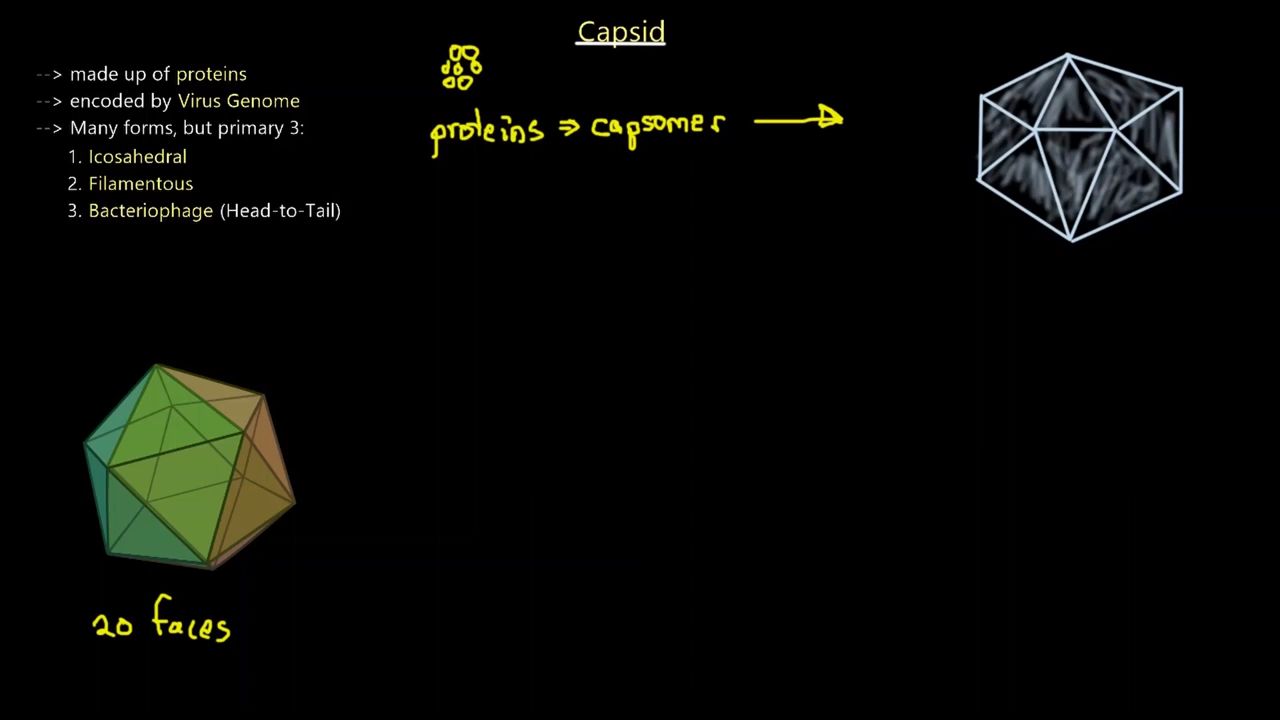 Capsid
--> made up of proteins
--> encoded by Virus Genome
--> Many forms, but primary 3:
1. Icosahedral
2. Filamentous
3. Bacteriophage (Head-to-Tail)
proteins ⇒ capsomer ⟶
20 faces